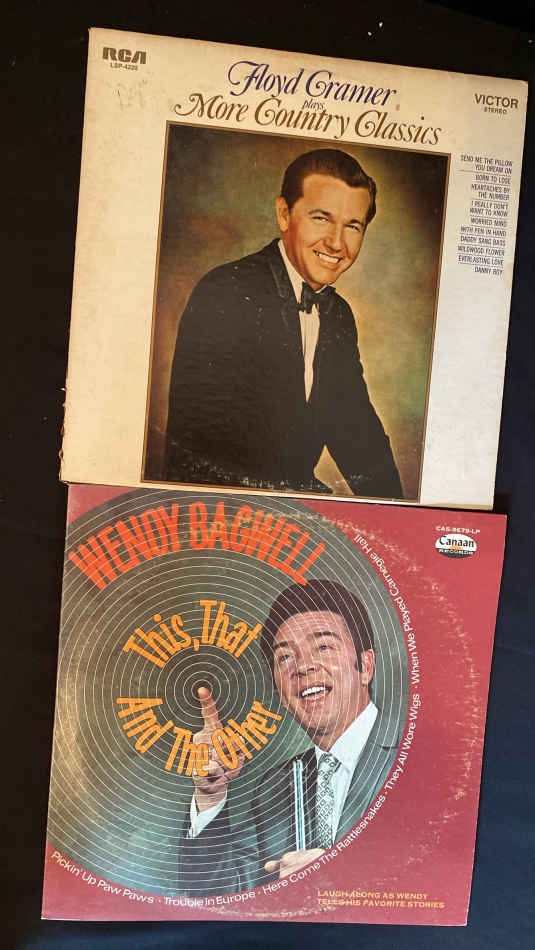 RCA
LSP-4220
Floyd Cramer
plays
More Country Classics
VICTOR
STEREO
SEND ME THE PILLOW
YOU DREAM ON
BORN TO LOSE
HEARTACHES BY
THE NUMBER
I REALLY DON'T
WANT TO KNOW
WORRIED MIND
WITH PEN IN HAND
DADDY SANG BASS
WILDWOOD FLOWER
EVERLASTING LOVE
DANNY BOY
WENDY BAGWELL
CAS-9679-LP
Canaan
RECORDS
This, That
And The Other
Pickin' Up Paw Paws · Trouble in Europe · Here Come The Rattlesnakes · They All Wore Wigs · When We Played Carnegie Hall
LAUGH ALONG AS WENDY
TELLS HIS FAVORITE STORIES